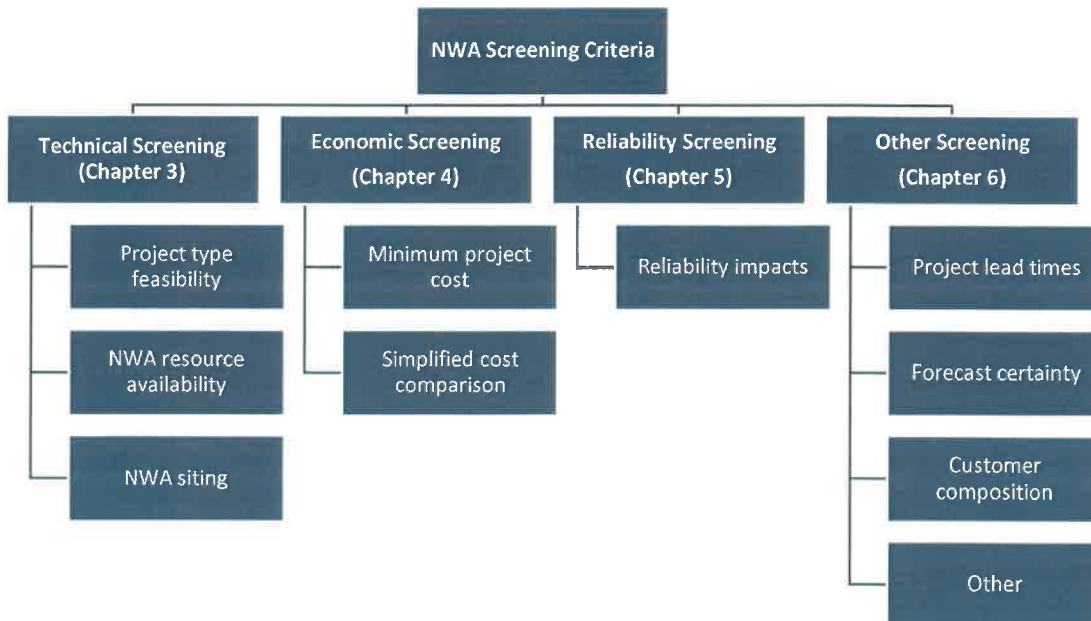 NWA Screening Criteria
Technical Screening
(Chapter 3)
Project type
feasibility
NWA resource
availability
NWA siting
Economic Screening
(Chapter 4)
Minimum project
cost
Simplified cost
comparison
Reliability Screening
(Chapter 5)
Reliability impacts
Other Screening
(Chapter 6)
Project lead times
Forecast certainty
Customer
composition
Other